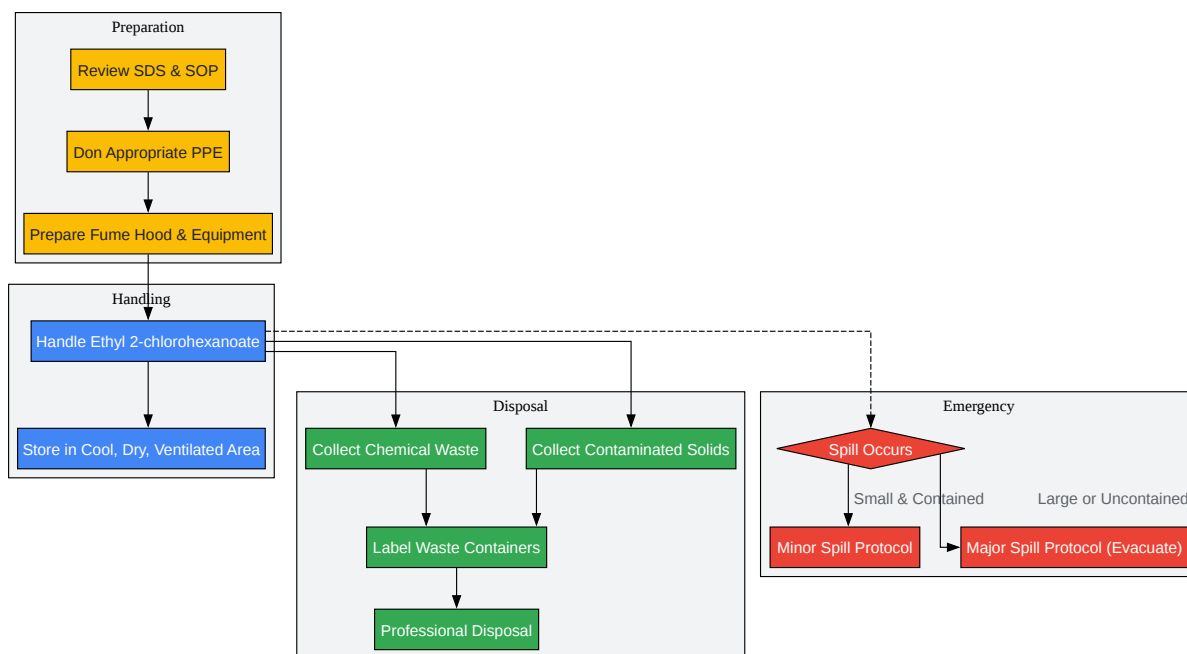 Preparation
Review SDS & SOP
Don Appropriate PPE
Prepare Fume Hood & Equipment
Handling
Handle Ethyl 2-chlorohexanoate
Store in Cool, Dry, Ventilated Area
Disposal
Collect Chemical Waste
Collect Contaminated Solids
Label Waste Containers
Professional Disposal
Emergency
Spill Occurs
Small & Contained
Large or Uncontained
Minor Spill Protocol
Major Spill Protocol (Evacuate)